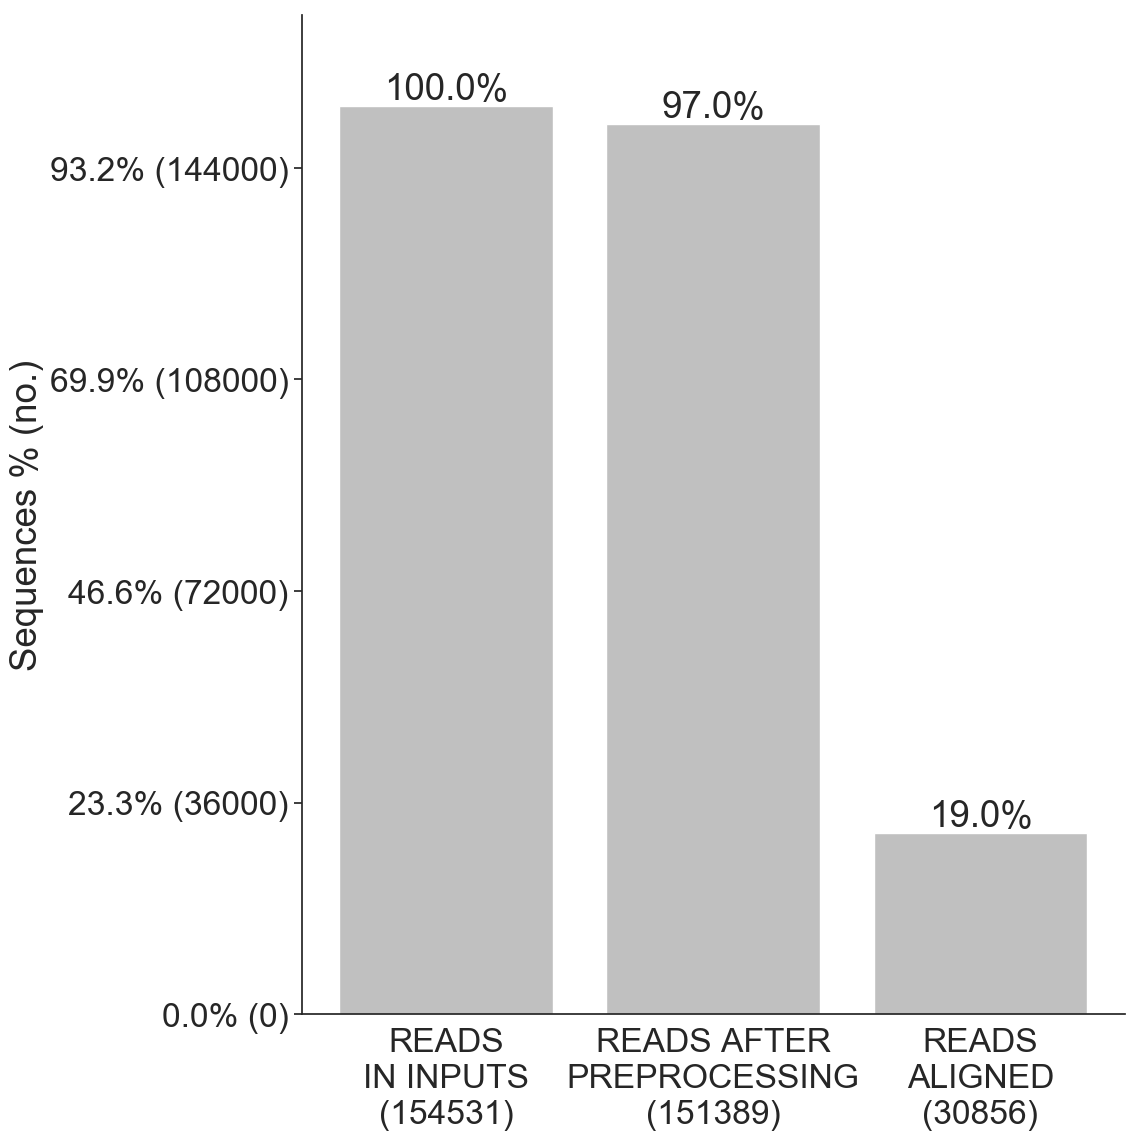 Sequences % (no.)
93.2% (144000)
69.9% (108000)
46.6% (72000)
23.3% (36000)
0.0% (0)
100.0%
97.0%
19.0%
READS
IN INPUTS
(154531)
READS AFTER
PREPROCESSING
(151389)
READS
ALIGNED
(30856)